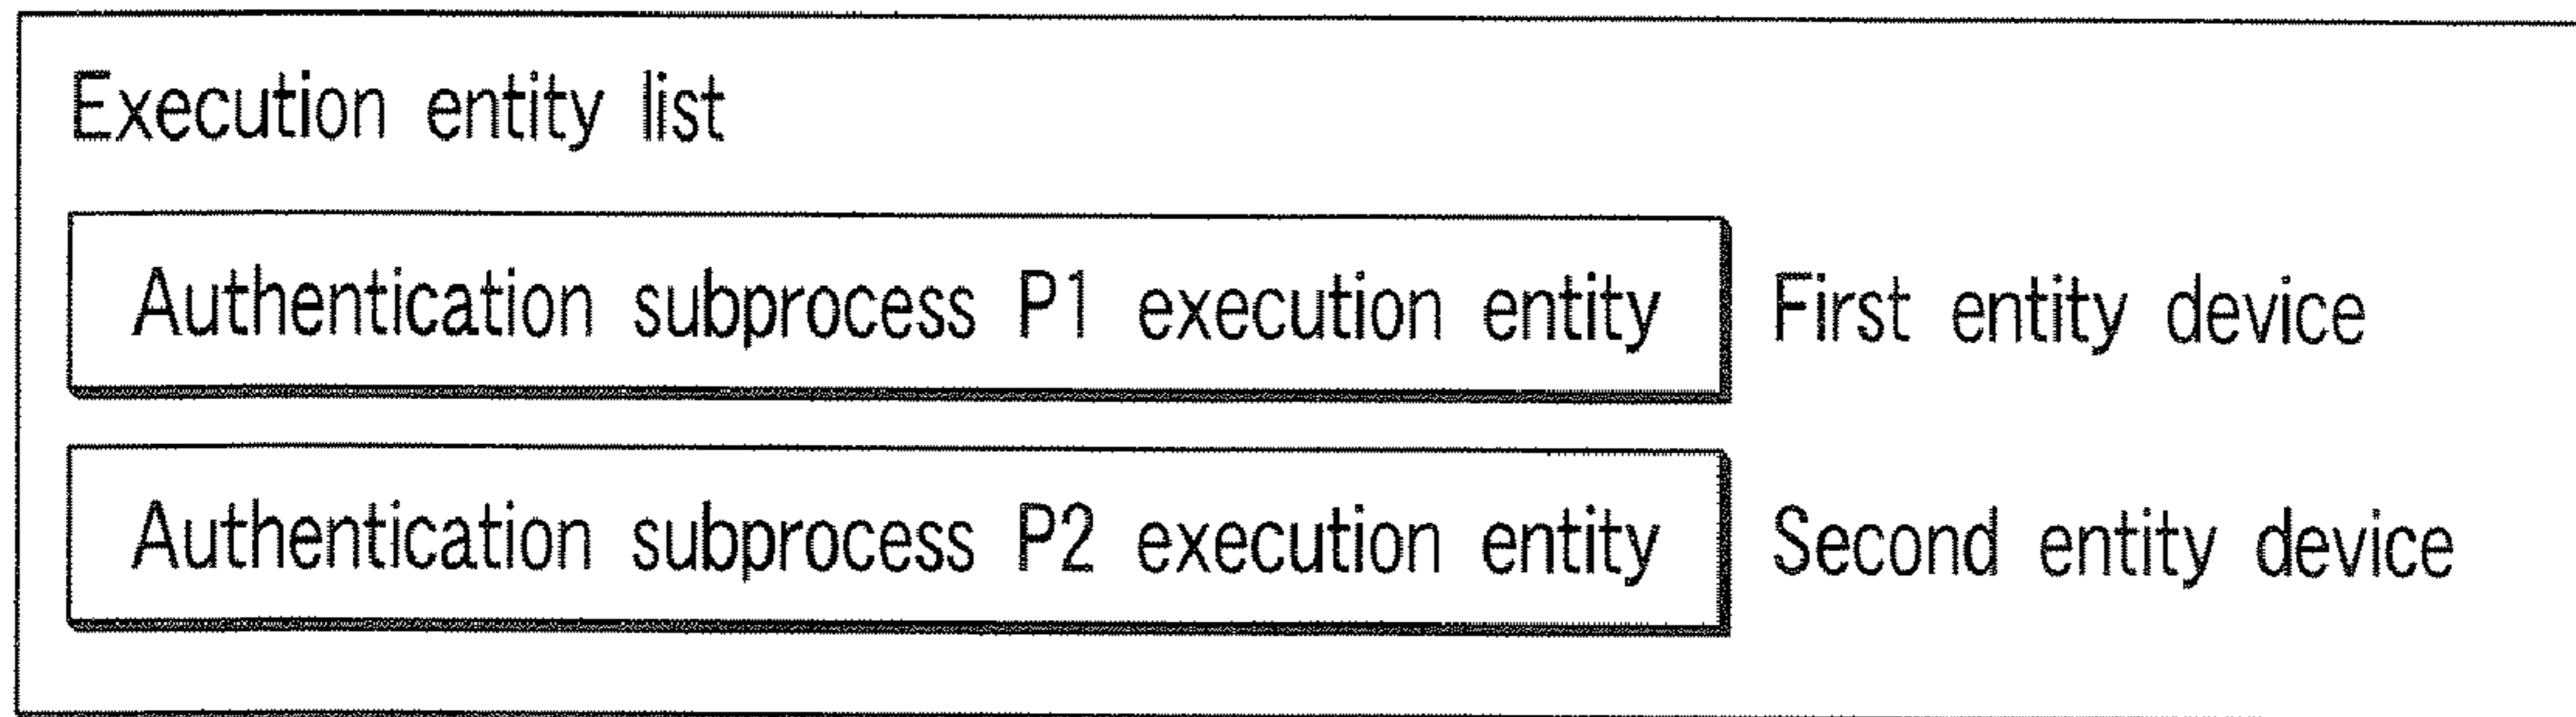 Execution entity list
Authentication subprocess P1 execution entity First entity device
Authentication subprocess P2 execution entity Second entity device